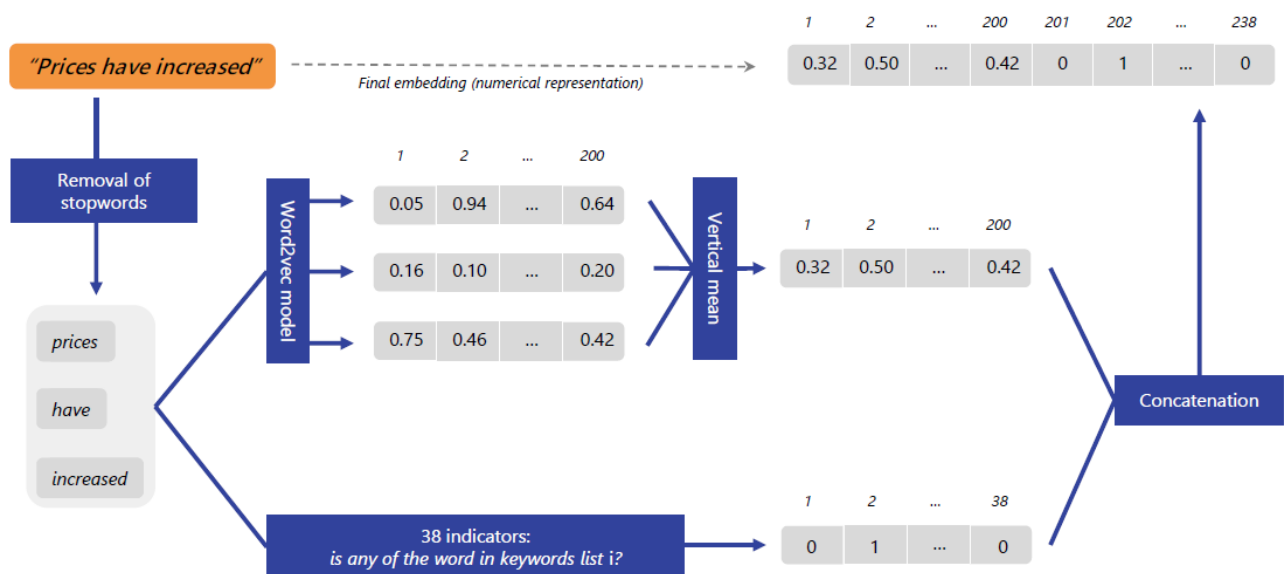 1 2 ... 200 201 202 ... 238
"Prices have increased"
0.32 0.50 ... 0.42 0 1 ... 0
Final embedding (numerical representation)
Removal of
stopwords
prices
have
increased
Word2vec model
1 2 ... 200
0.05 0.94 ... 0.64
0.16 0.10 ... 0.20
0.75 0.46 ... 0.42
Vertical mean
1 2 ... 200
0.32 0.50 ... 0.42
38 indicators:
is any of the word in keywords list i?
1 2 ... 38
0 1 ... 0
Concatenation